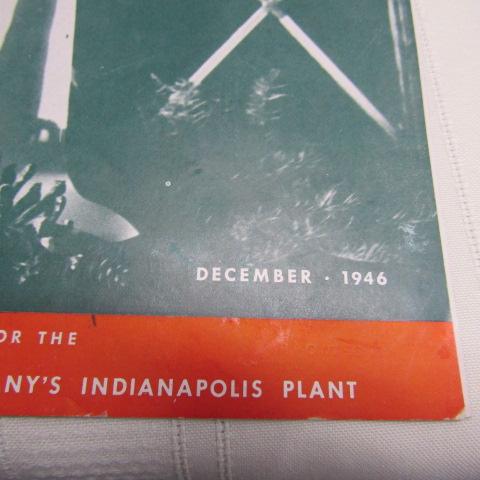 DECEMBER · 1946
OR THE
NY'S INDIANAPOLIS PLANT